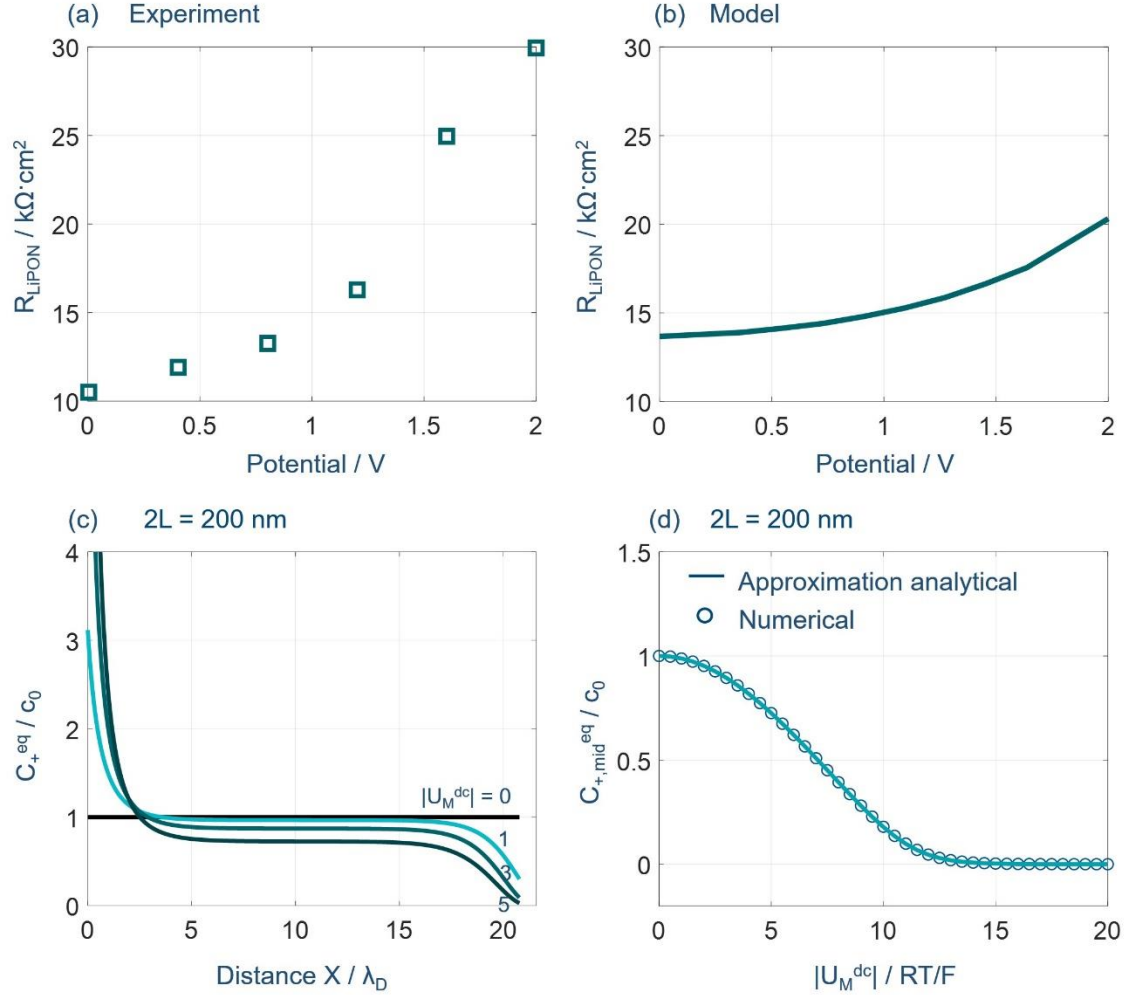 (a) Experiment
30
25
20
15
10
R_LiPON / kΩ·cm²
0 0.5 1 1.5 2
Potential / V
(b) Model
30
25
20
15
10
R_LiPON / kΩ·cm²
0 0.5 1 1.5 2
Potential / V
(c) 2L = 200 nm
4
3
2
1
0
C₊^eq / c₀
|U_M^dc| = 0
1
3
5
0 5 10 15 20
Distance X / λ_D
(d) 2L = 200 nm
1.5
1
0.5
0
C_+,mid^eq / c₀
Approximation analytical
Numerical
0 5 10 15 20
|U_M^dc| / RT/F